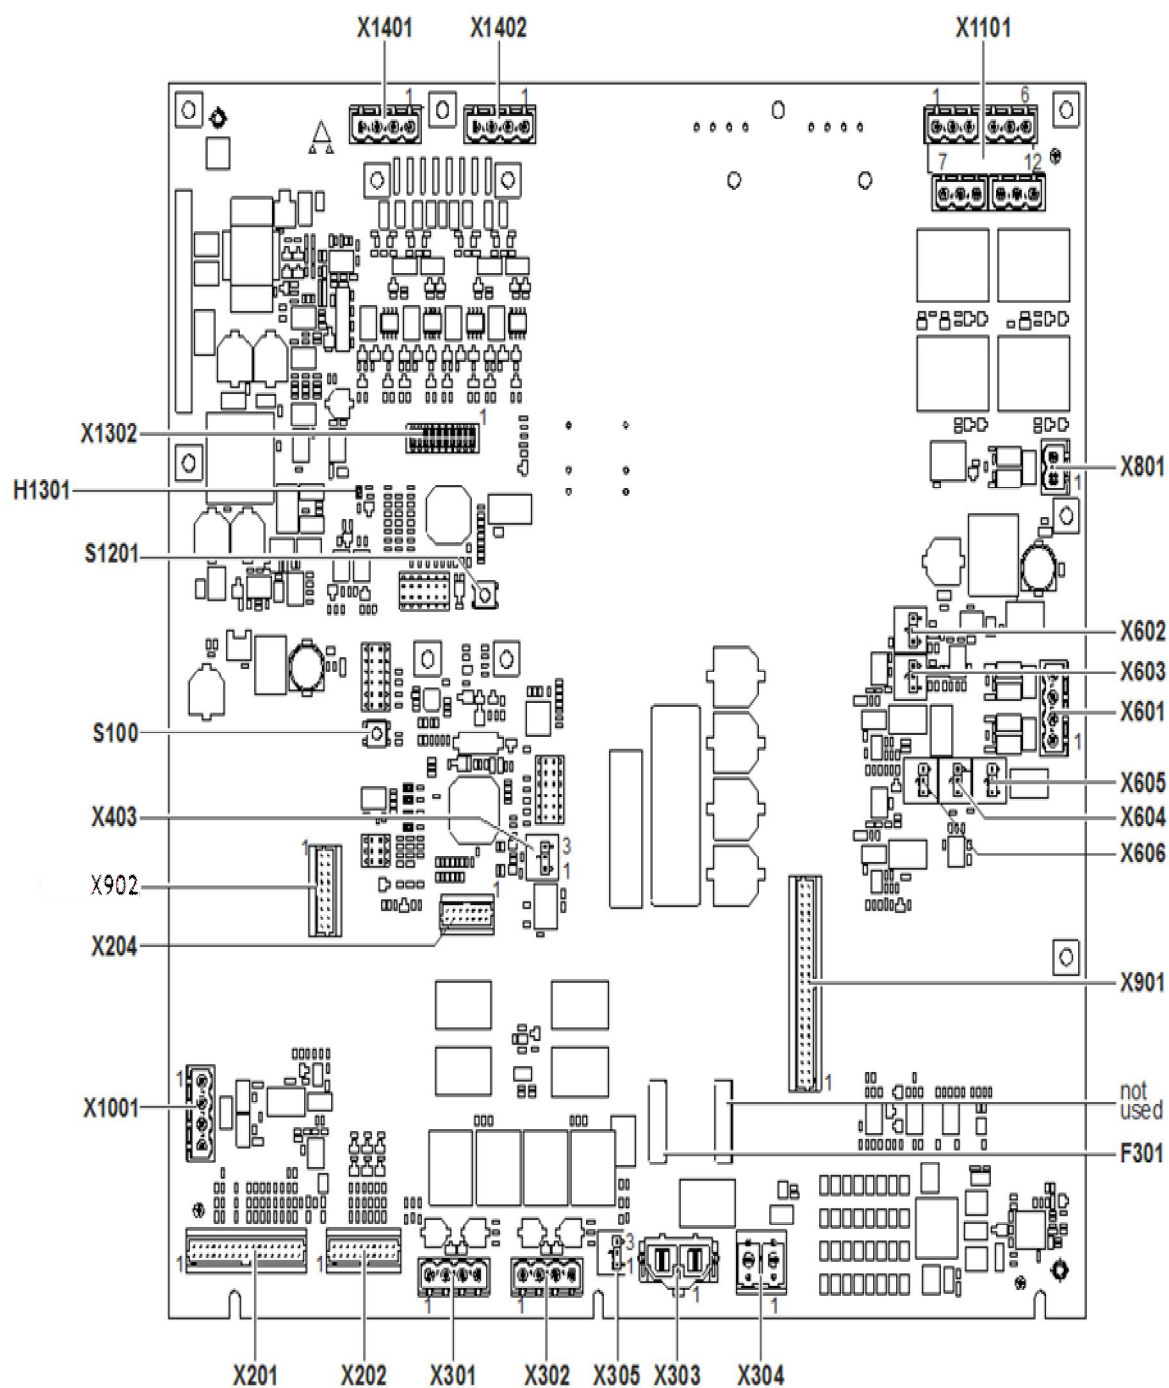 X1401 X1402 X1101
1 1 1 6
7 12
1
X1302
X801
H1301
1
S1201
X602
X603
X601
S100
1
X605
X403
X604
3
1
X606
1
1
X902
X204
X901
1
1
not
used
X1001
F301
3
1 1 1
1 1 1 1
X201 X202 X301 X302 X305 X303 X304